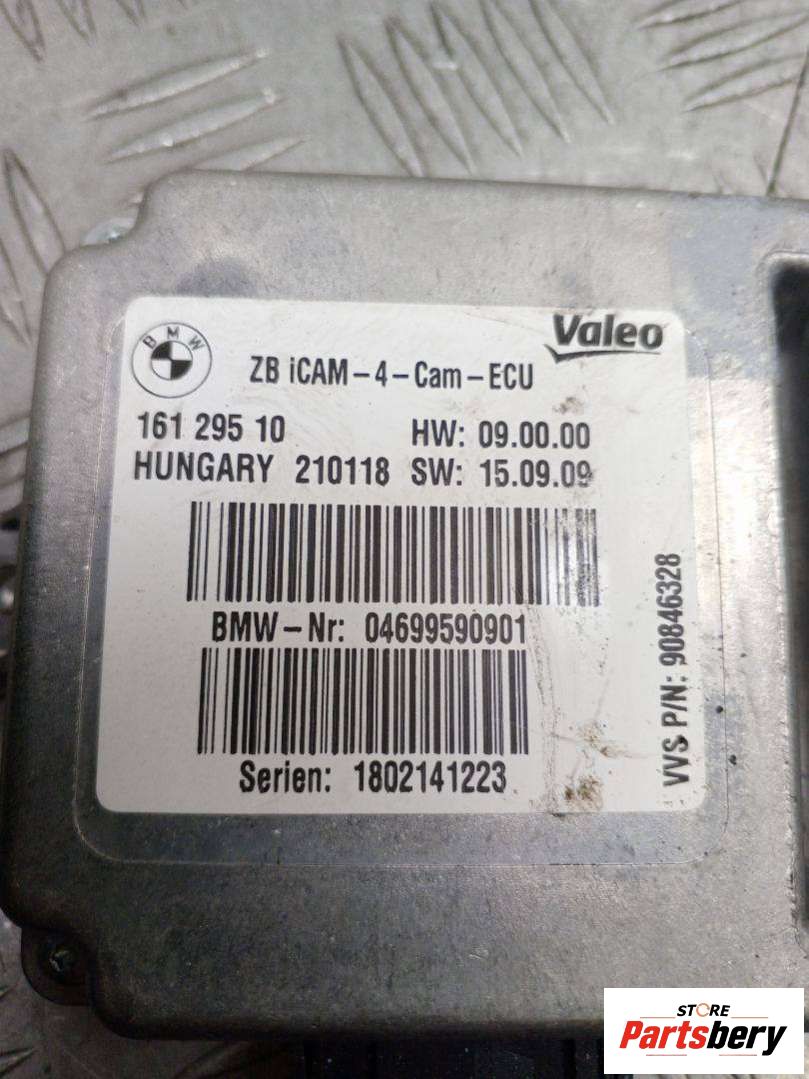 BMW
Valeo
ZB iCAM-4-Cam-ECU
161 295 10 HW: 09.00.00
HUNGARY 210118 SW: 15.09.09
BMW-Nr: 04699590901
Serien: 1802141223
VVS P/N: 90846328
STORE
Partsbery